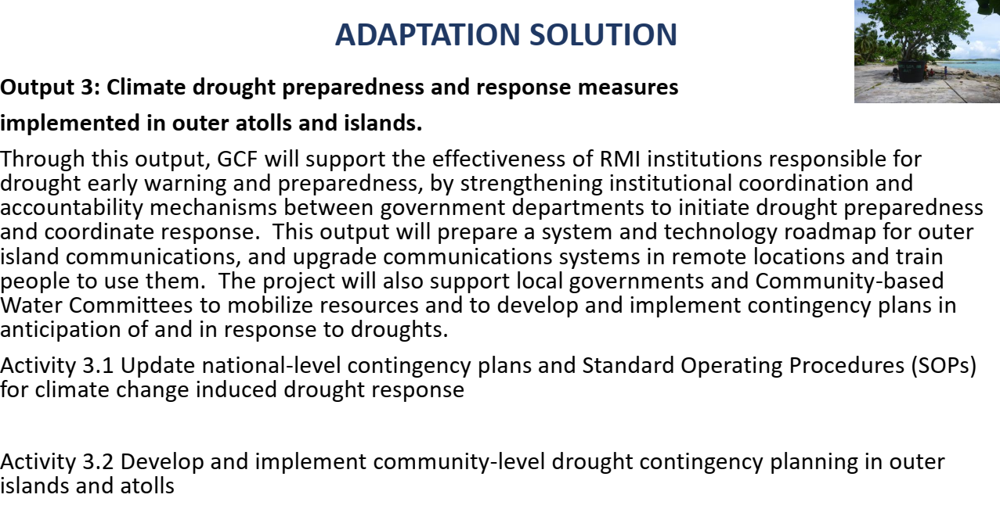 ADAPTATION SOLUTION
Output 3: Climate drought preparedness and response measures
implemented in outer atolls and islands.
Through this output, GCF will support the effectiveness of RMI institutions responsible for
drought early warning and preparedness, by strengthening institutional coordination and
accountability mechanisms between government departments to initiate drought preparedness
and coordinate response.  This output will prepare a system and technology roadmap for outer
island communications, and upgrade communications systems in remote locations and train
people to use them.  The project will also support local governments and Community-based
Water Committees to mobilize resources and to develop and implement contingency plans in
anticipation of and in response to droughts.
Activity 3.1 Update national-level contingency plans and Standard Operating Procedures (SOPs)
for climate change induced drought response
Activity 3.2 Develop and implement community-level drought contingency planning in outer
islands and atolls